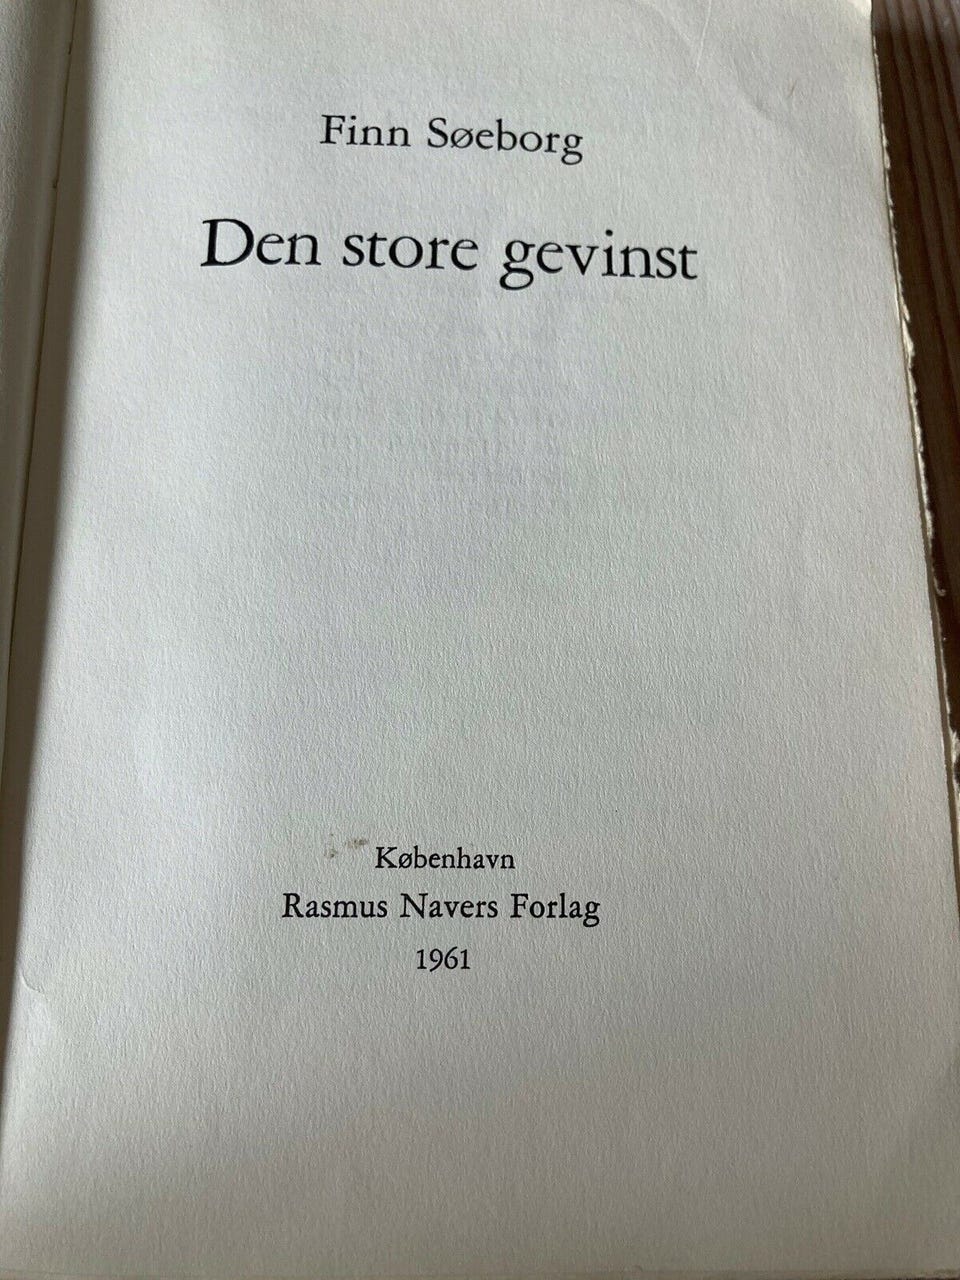 Finn Søeborg
Den store gevinst
København
Rasmus Navers Forlag
1961